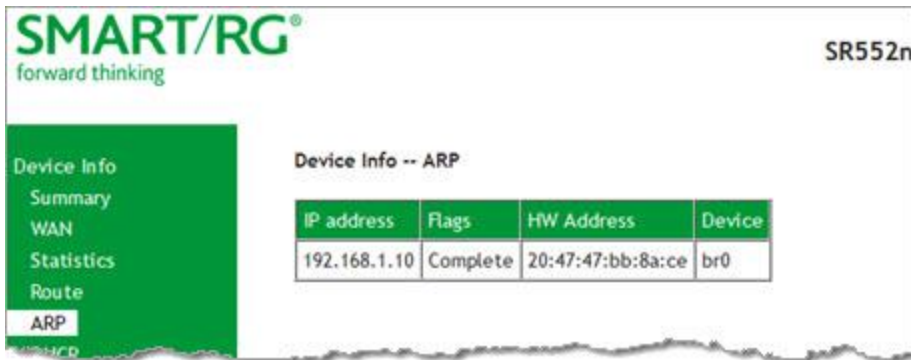 SMART/RG®
forward thinking
SR552n
Device Info
Summary
WAN
Statistics
Route
ARP
DHCP
Device Info -- ARP
IP address Flags HW Address Device
192.168.1.10 Complete 20:47:47:bb:8a:ce br0